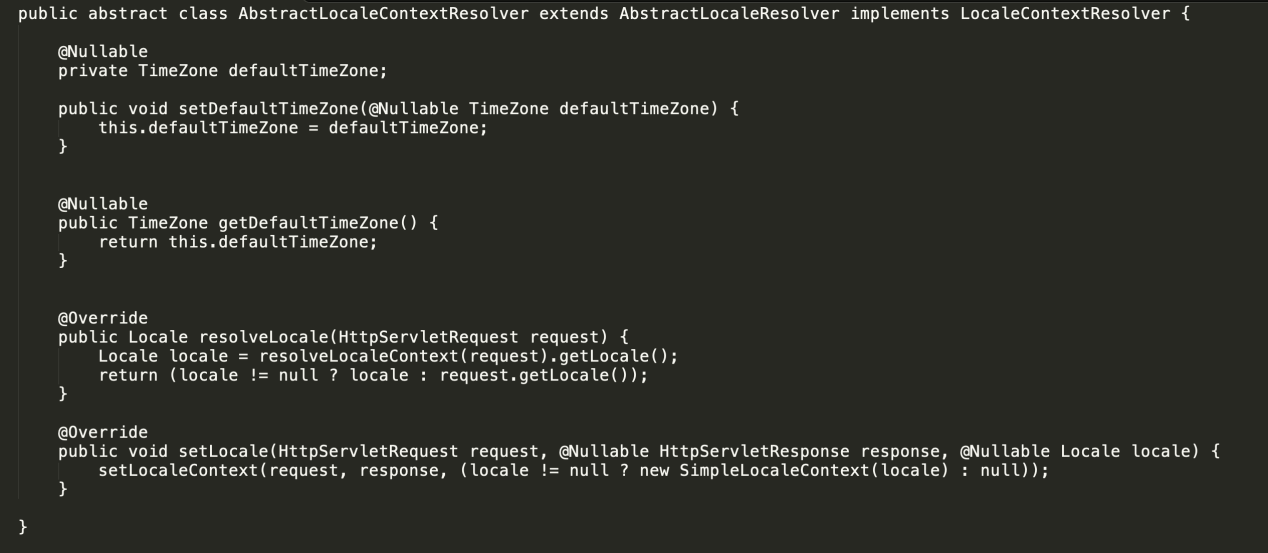 public abstract class AbstractLocaleContextResolver extends AbstractLocaleResolver implements LocaleContextResolver {
@Nullable
private TimeZone defaultTimeZone;
public void setDefaultTimeZone(@Nullable TimeZone defaultTimeZone) {
this.defaultTimeZone = defaultTimeZone;
}
@Nullable
public TimeZone getDefaultTimeZone() {
return this.defaultTimeZone;
}
@Override
public Locale resolveLocale(HttpServletRequest request) {
Locale locale = resolveLocaleContext(request).getLocale();
return (locale != null ? locale : request.getLocale());
}
@Override
public void setLocale(HttpServletRequest request, @Nullable HttpServletResponse response, @Nullable Locale locale) {
setLocaleContext(request, response, (locale != null ? new SimpleLocaleContext(locale) : null));
}
}